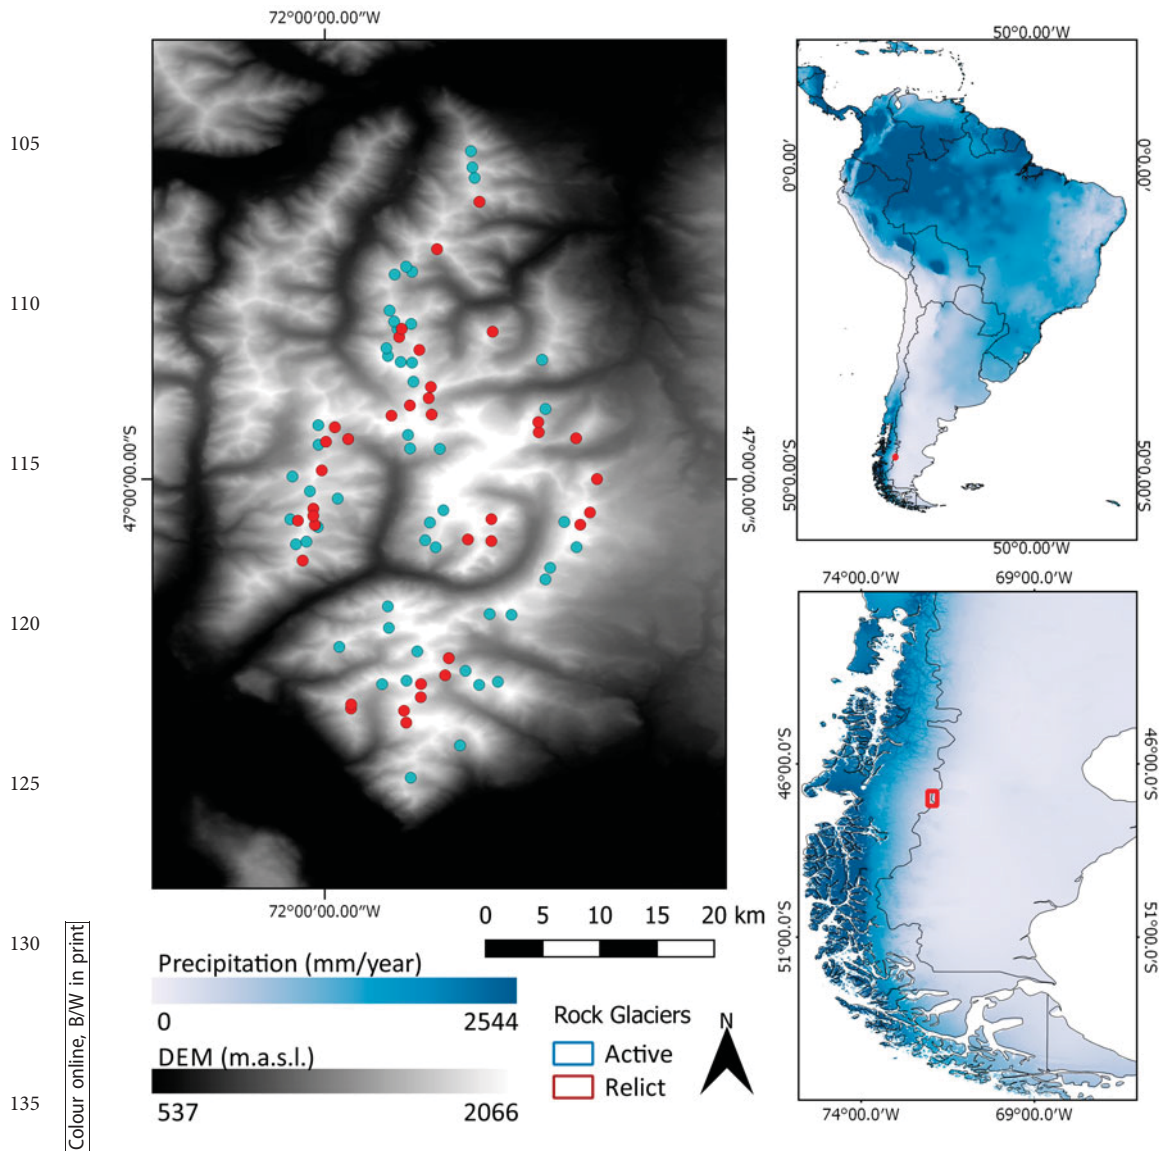 72°00'00.00"W
105
110
115
120
125
130
135
Colour online, B/W in print
47°00'00.00"S
47°00'00.00"S
72°00'00.00"W
0 5 10 15 20 km
Precipitation (mm/year)
0 2544
DEM (m.a.s.l.)
537 2066
Rock Glaciers
Active
Relict
N
50°0.00'W
0°0.00'
0°0.00'
50°0.00'S
50°0.00'S
50°0.00'W
74°00.0'W 69°00.0'W
46°00.0'S
46°00.0'S
51°00.0'S
51°00.0'S
74°00.0'W 69°00.0'W